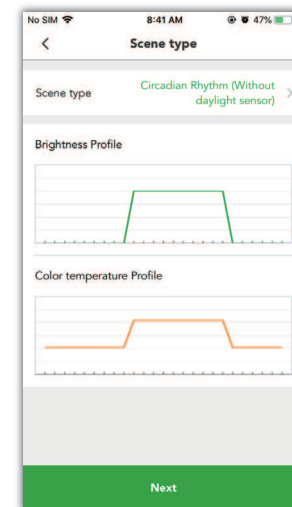 No SIM 8:41 AM 47%
Scene type
Scene type Circadian Rhythm (Without
daylight sensor)
Brightness Profile
Color temperature Profile
Next